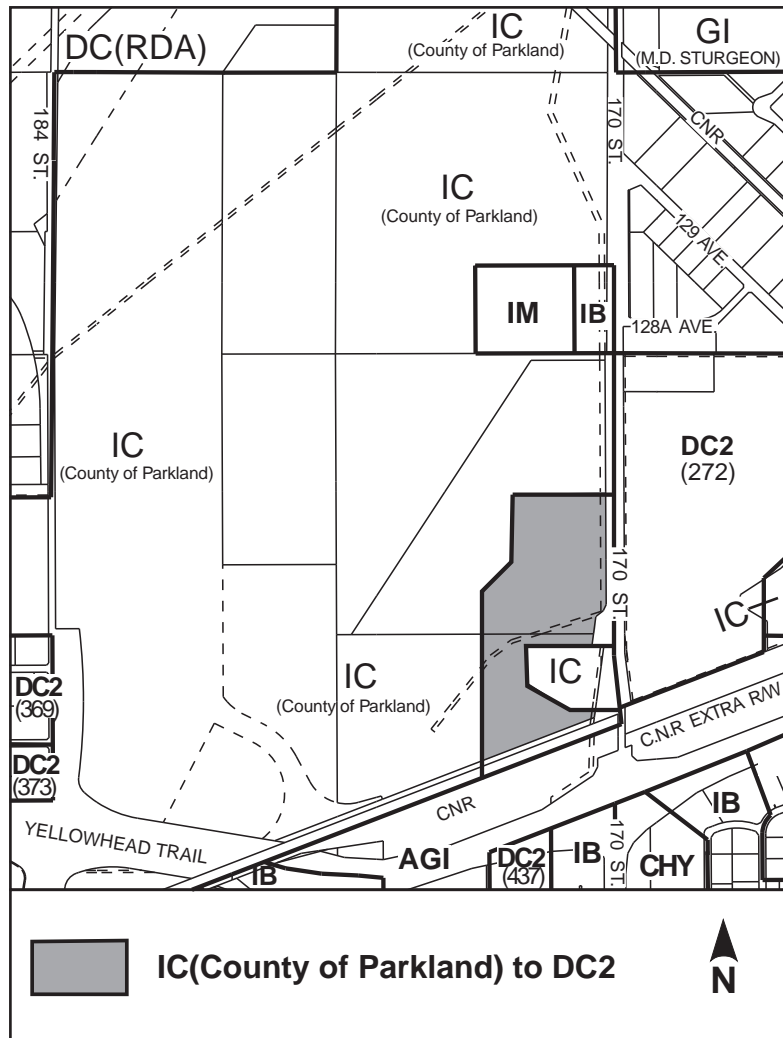 DC(RDA)
IC
(County of Parkland)
GI
(M.D. STURGEON)
184 ST.
170 ST.
CNR
IC
(County of Parkland)
129 AVE.
IM
IB
128A AVE.
IC
(County of Parkland)
DC2
(272)
170 ST.
IC
IC
(County of Parkland)
IC
DC2
(369)
DC2
(373)
C.N.R EXTRA R/W
CNR
YELLOWHEAD TRAIL
IB
AGI
DC2
(437)
IB
170 ST.
CHY
IB
IC(County of Parkland) to DC2
N